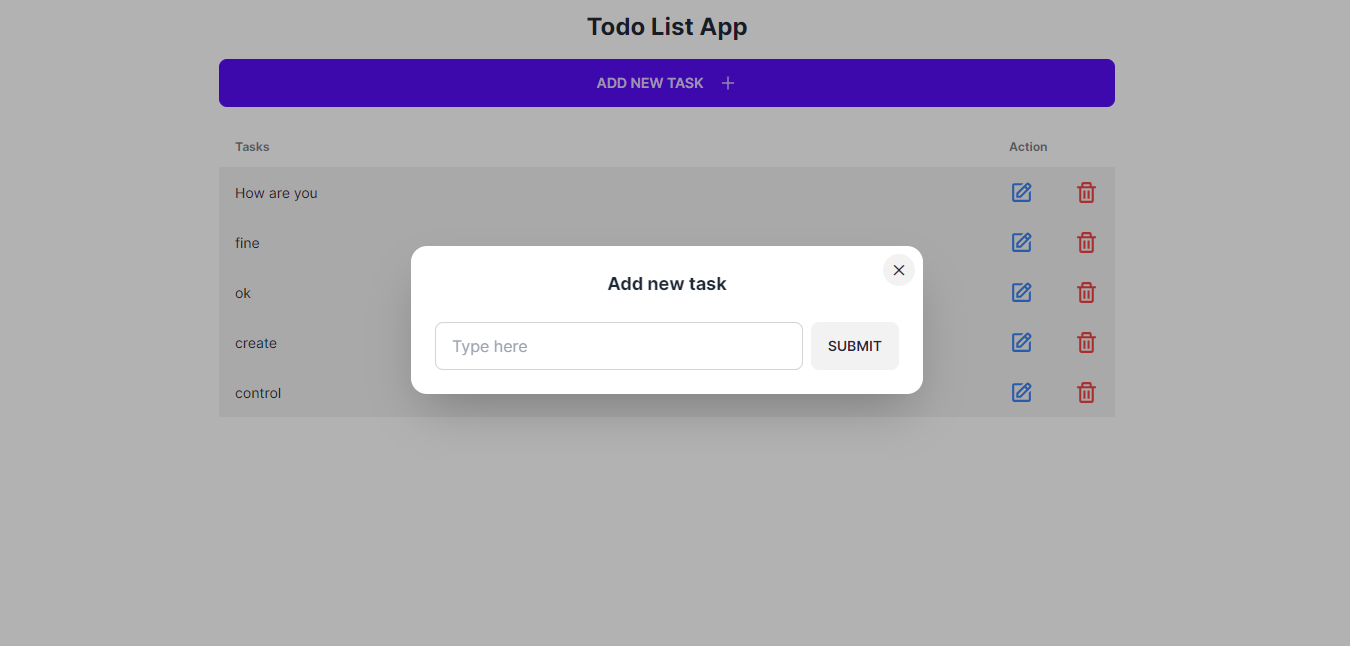 Todo List App
ADD NEW TASK
Tasks Action
How are you
fine
ok
create
control
Add new task
Type here SUBMIT